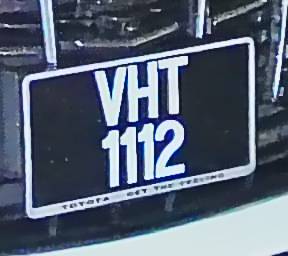 VHT
1112
TOYOTA GET THE FEELING